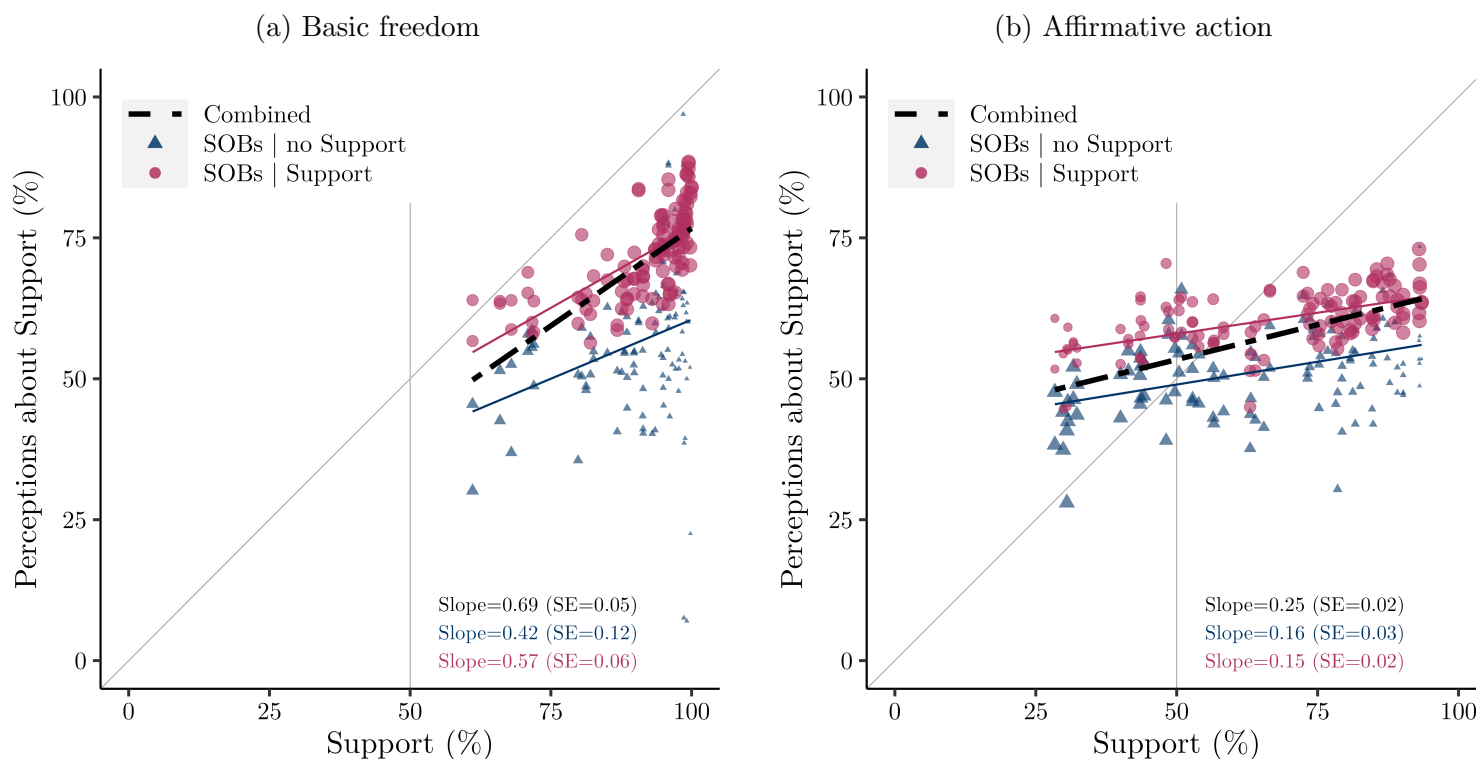 (a) Basic freedom
100
75
50
25
0
Perceptions about Support (%)
Combined
SOBs | no Support
SOBs | Support
Slope=0.69 (SE=0.05)
Slope=0.42 (SE=0.12)
Slope=0.57 (SE=0.06)
0 25 50 75 100
Support (%)
(b) Affirmative action
100
75
50
25
0
Perceptions about Support (%)
Combined
SOBs | no Support
SOBs | Support
Slope=0.25 (SE=0.02)
Slope=0.16 (SE=0.03)
Slope=0.15 (SE=0.02)
0 25 50 75 100
Support (%)